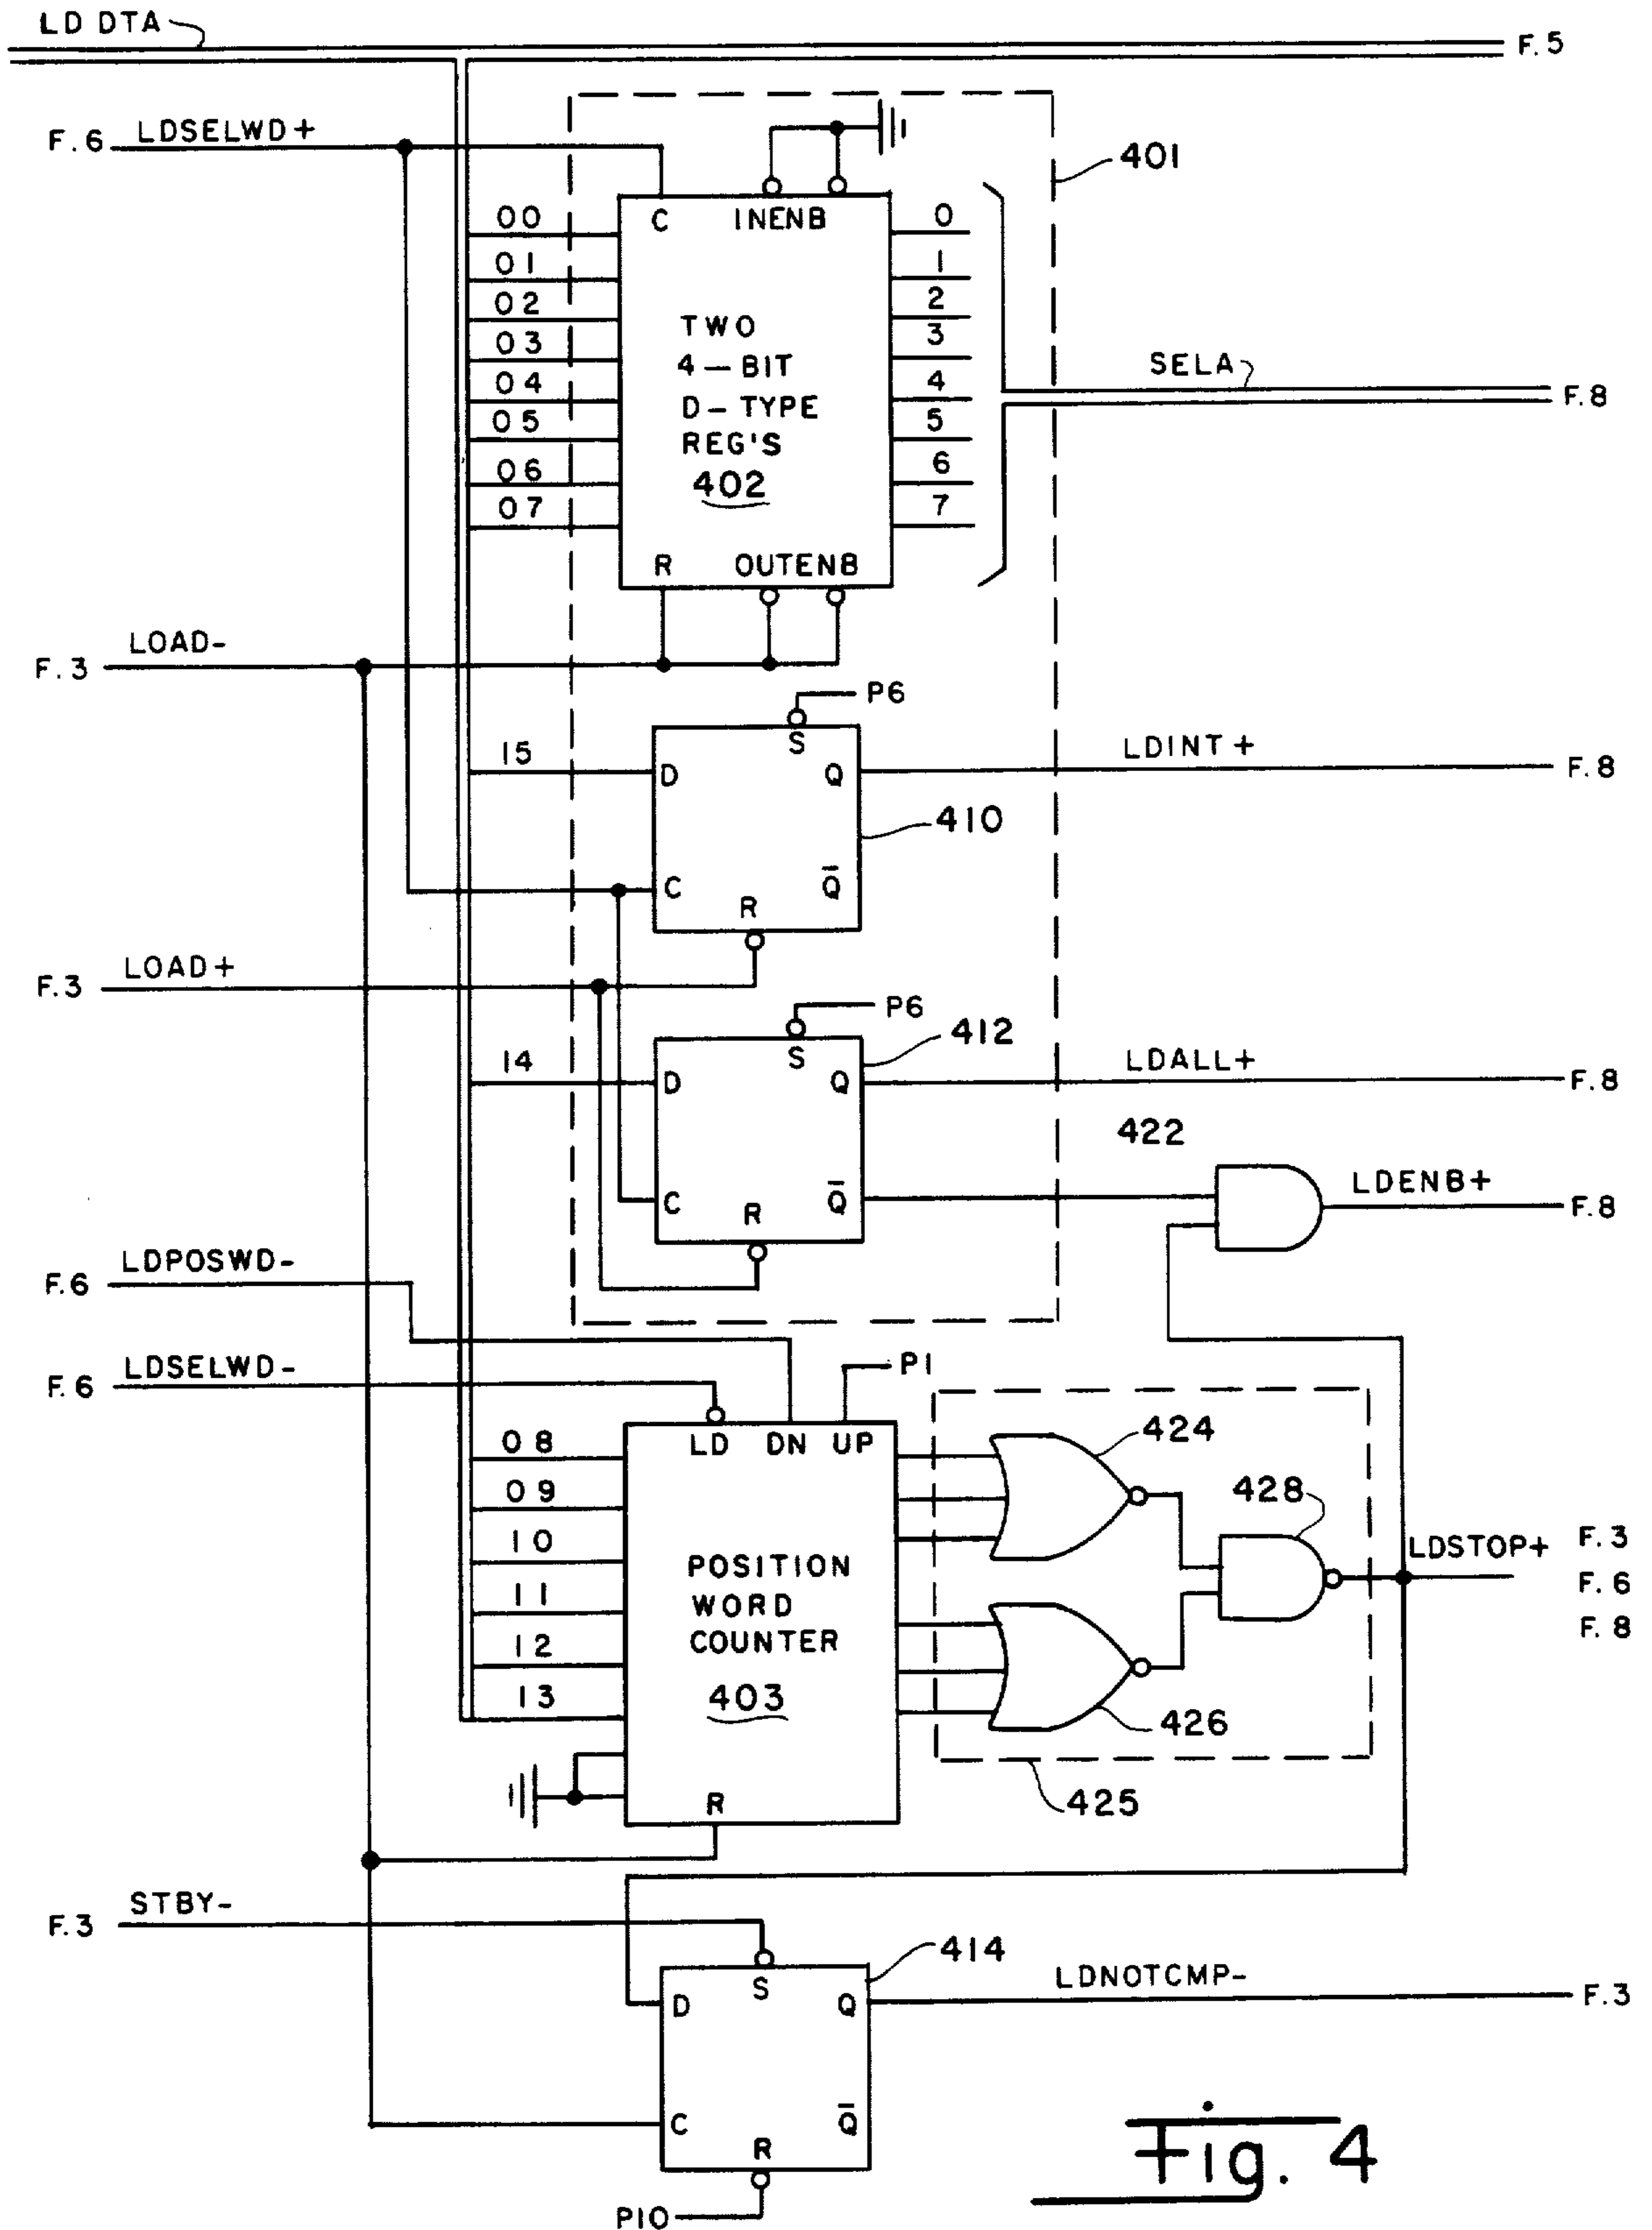 LD DTA
F.5
F.6 LDSELWD+
401
C INENB
00 0
01 1
02 2
03 3
04 4
05 5
06 6
07 7
TWO
4-BIT
D-TYPE
REG'S
402
SELA
F.8
R OUTENB
F.3 LOAD-
P6
S
15 D Q LDINT+ F.8
410
C Q̅
R
F.3 LOAD+
P6
412
S
14 D Q LDALL+ F.8
422
C R Q̅ LDENB+ F.8
F.6 LDPOSWD-
F.6 LDSELWD-
P1
LD DN UP
08
09
10
11
12
13
POSITION
WORD
COUNTER
403
R
424
428
426
425
LDSTOP+ F.3
F.6
F.8
F.3 STBY-
414
S
D Q LDNOTCMP- F.3
C Q̅
R
P10
Fig. 4